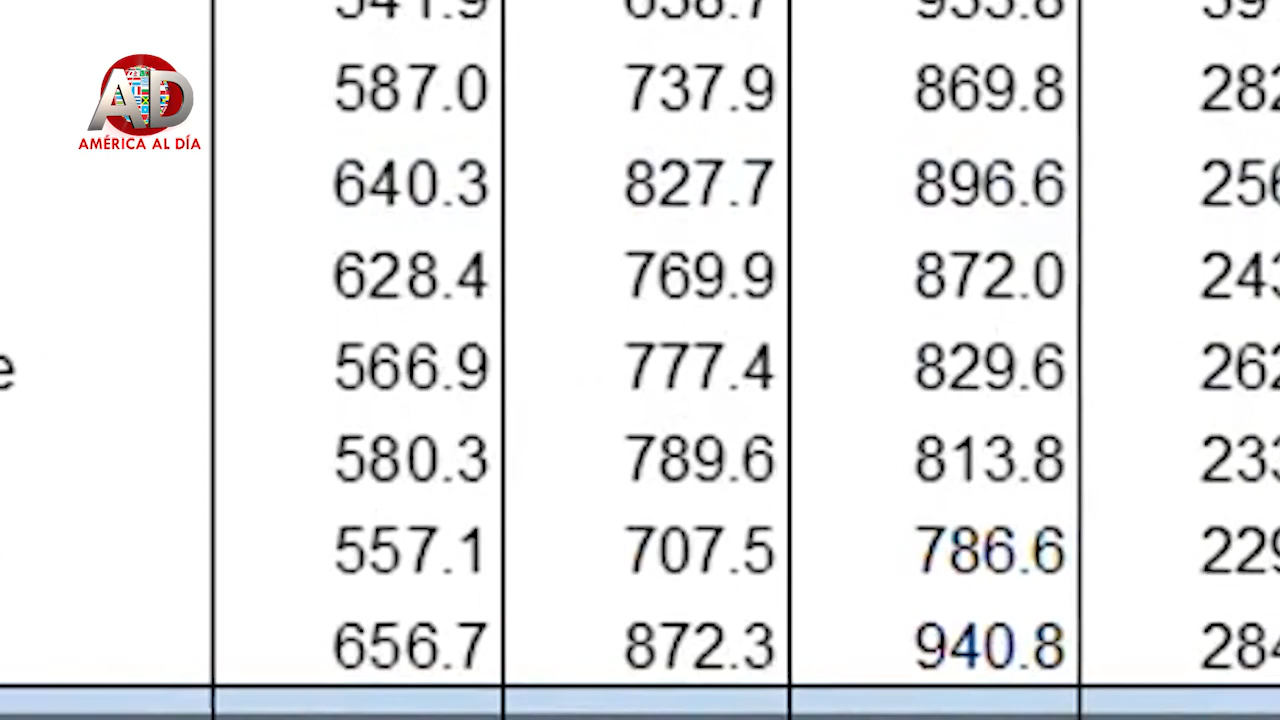 587.0 737.9 869.8
640.3 827.7 896.6
628.4 769.9 872.0
566.9 777.4 829.6
580.3 789.6 813.8
557.1 707.5 786.6
656.7 872.3 940.8
AD
AMÉRICA AL DÍA